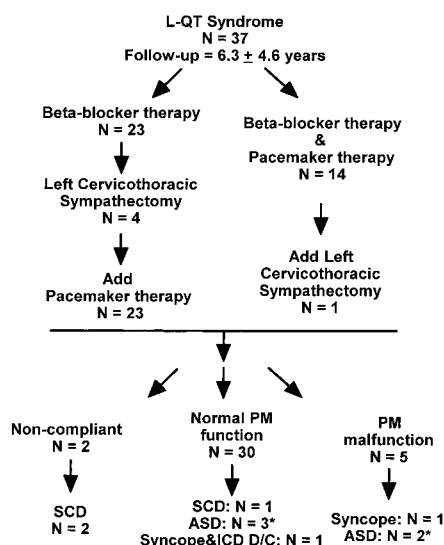 L-QT Syndrome
N = 37
Follow-up = 6.3 ± 4.6 years
Beta-blocker therapy
N = 23
Left Cervicothoracic
Sympathectomy
N = 4
Add
Pacemaker therapy
N = 23
Beta-blocker therapy
&
Pacemaker therapy
N = 14
Add Left
Cervicothoracic
Sympathectomy
N = 1
Non-compliant
N = 2
SCD
N = 2
Normal PM
function
N = 30
SCD: N = 1
ASD: N = 3*
Syncope&ICD D/C: N = 1
PM
malfunction
N = 5
Syncope: N = 1
ASD: N = 2*